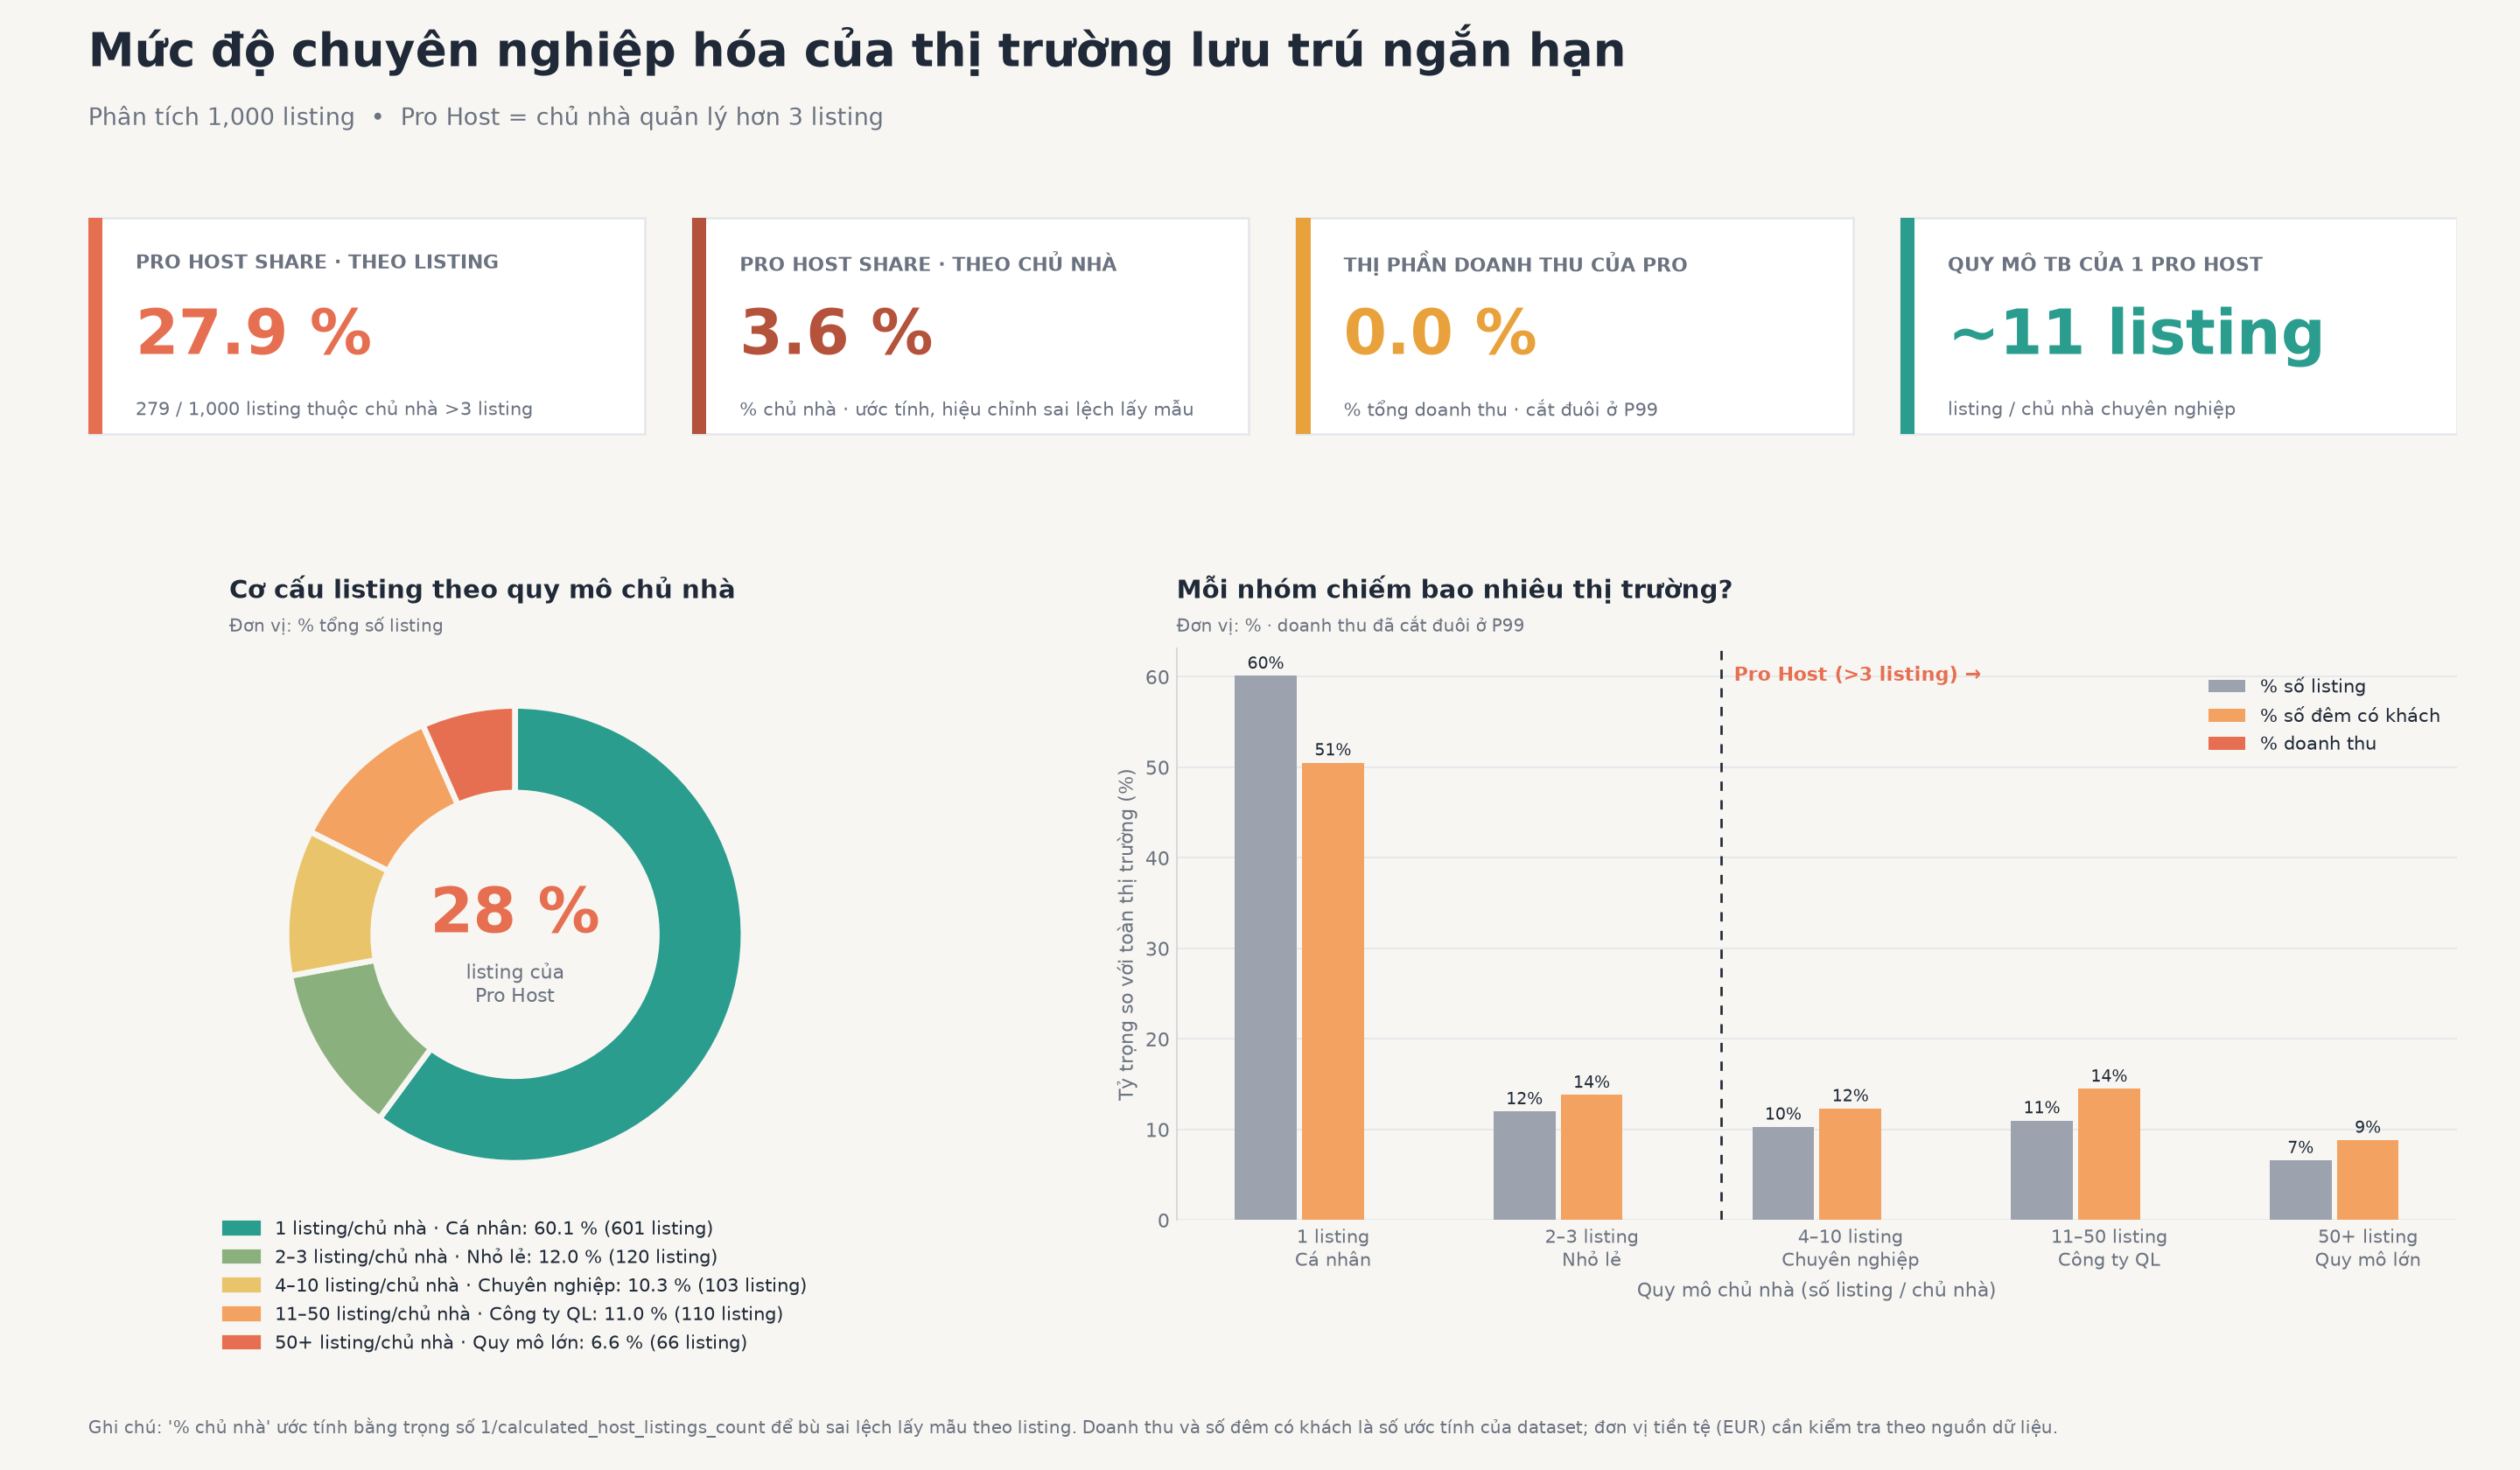 Mức độ chuyên nghiệp hóa của thị trường lưu trú ngắn hạn
Phân tích 1,000 listing • Pro Host = chủ nhà quản lý hơn 3 listing
PRO HOST SHARE · THEO LISTING
27.9 %
279 / 1,000 listing thuộc chủ nhà >3 listing
PRO HOST SHARE · THEO CHỦ NHÀ
3.6 %
% chủ nhà · ước tính, hiệu chỉnh sai lệch lấy mẫu
THỊ PHẦN DOANH THU CỦA PRO
0.0 %
% tổng doanh thu · cắt đuôi ở P99
QUY MÔ TB CỦA 1 PRO HOST
~11 listing
listing / chủ nhà chuyên nghiệp
Cơ cấu listing theo quy mô chủ nhà
Đơn vị: % tổng số listing
28 %
listing của
Pro Host
1 listing/chủ nhà · Cá nhân: 60.1 % (601 listing)
2–3 listing/chủ nhà · Nhỏ lẻ: 12.0 % (120 listing)
4–10 listing/chủ nhà · Chuyên nghiệp: 10.3 % (103 listing)
11–50 listing/chủ nhà · Công ty QL: 11.0 % (110 listing)
50+ listing/chủ nhà · Quy mô lớn: 6.6 % (66 listing)
Mỗi nhóm chiếm bao nhiêu thị trường?
Đơn vị: % · doanh thu đã cắt đuôi ở P99
Pro Host (>3 listing) →
% số listing
% số đêm có khách
% doanh thu
Tỷ trọng so với toàn thị trường (%)
60
50
40
30
20
10
0
60%
51%
12%
14%
10%
12%
11%
14%
7%
9%
1 listing
Cá nhân
2–3 listing
Nhỏ lẻ
4–10 listing
Chuyên nghiệp
11–50 listing
Công ty QL
50+ listing
Quy mô lớn
Quy mô chủ nhà (số listing / chủ nhà)
Ghi chú: '% chủ nhà' ước tính bằng trọng số 1/calculated_host_listings_count để bù sai lệch lấy mẫu theo listing. Doanh thu và số đêm có khách là số ước tính của dataset; đơn vị tiền tệ (EUR) cần kiểm tra theo nguồn dữ liệu.